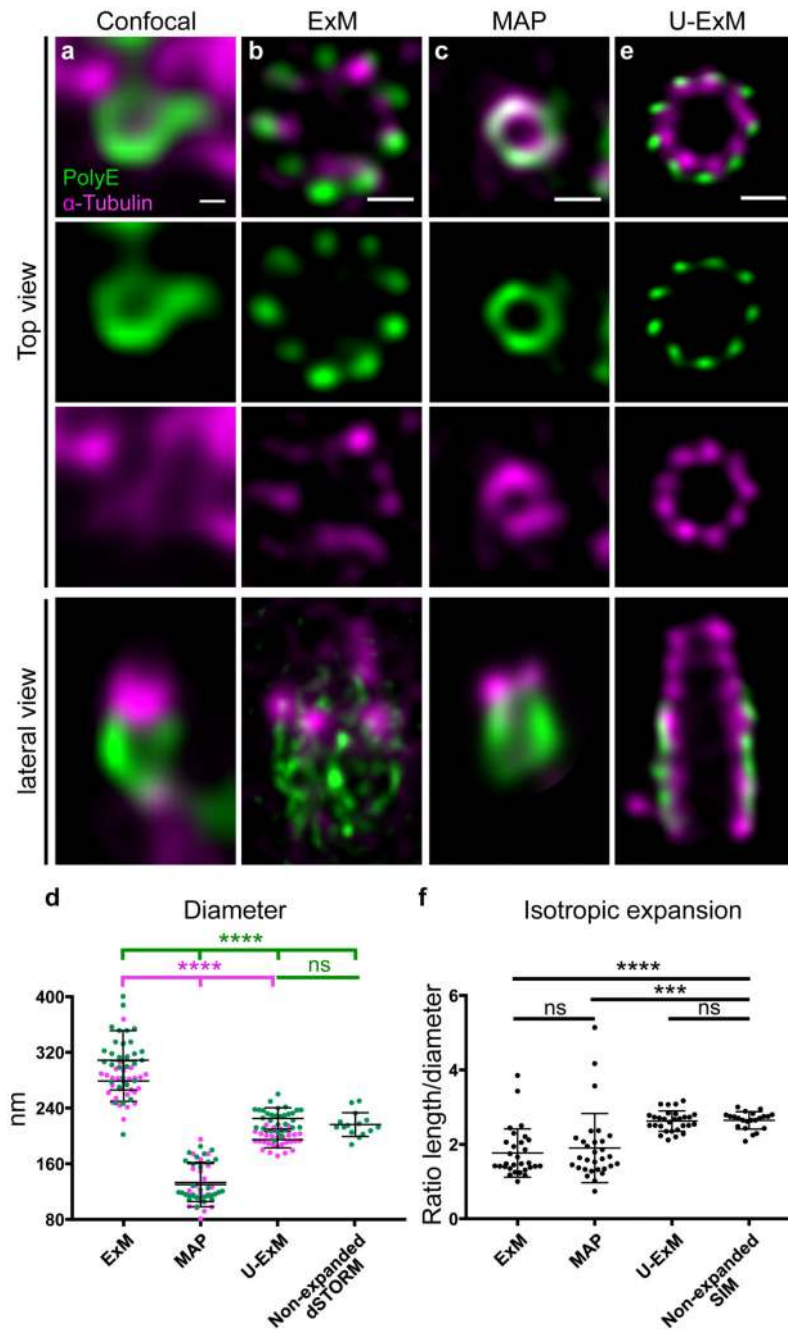 Confocal ExM MAP U-ExM
a b c e
PolyE
α-Tubulin
Top view
lateral view
d f
Diameter Isotropic expansion
**** ****
**** ns ns *** ns
400
320
240
160
80
nm
ExM
MAP
U-ExM
Non-expanded
dSTORM
6
4
2
0
Ratio length/diameter
ExM
MAP
U-ExM
Non-expanded
SIM